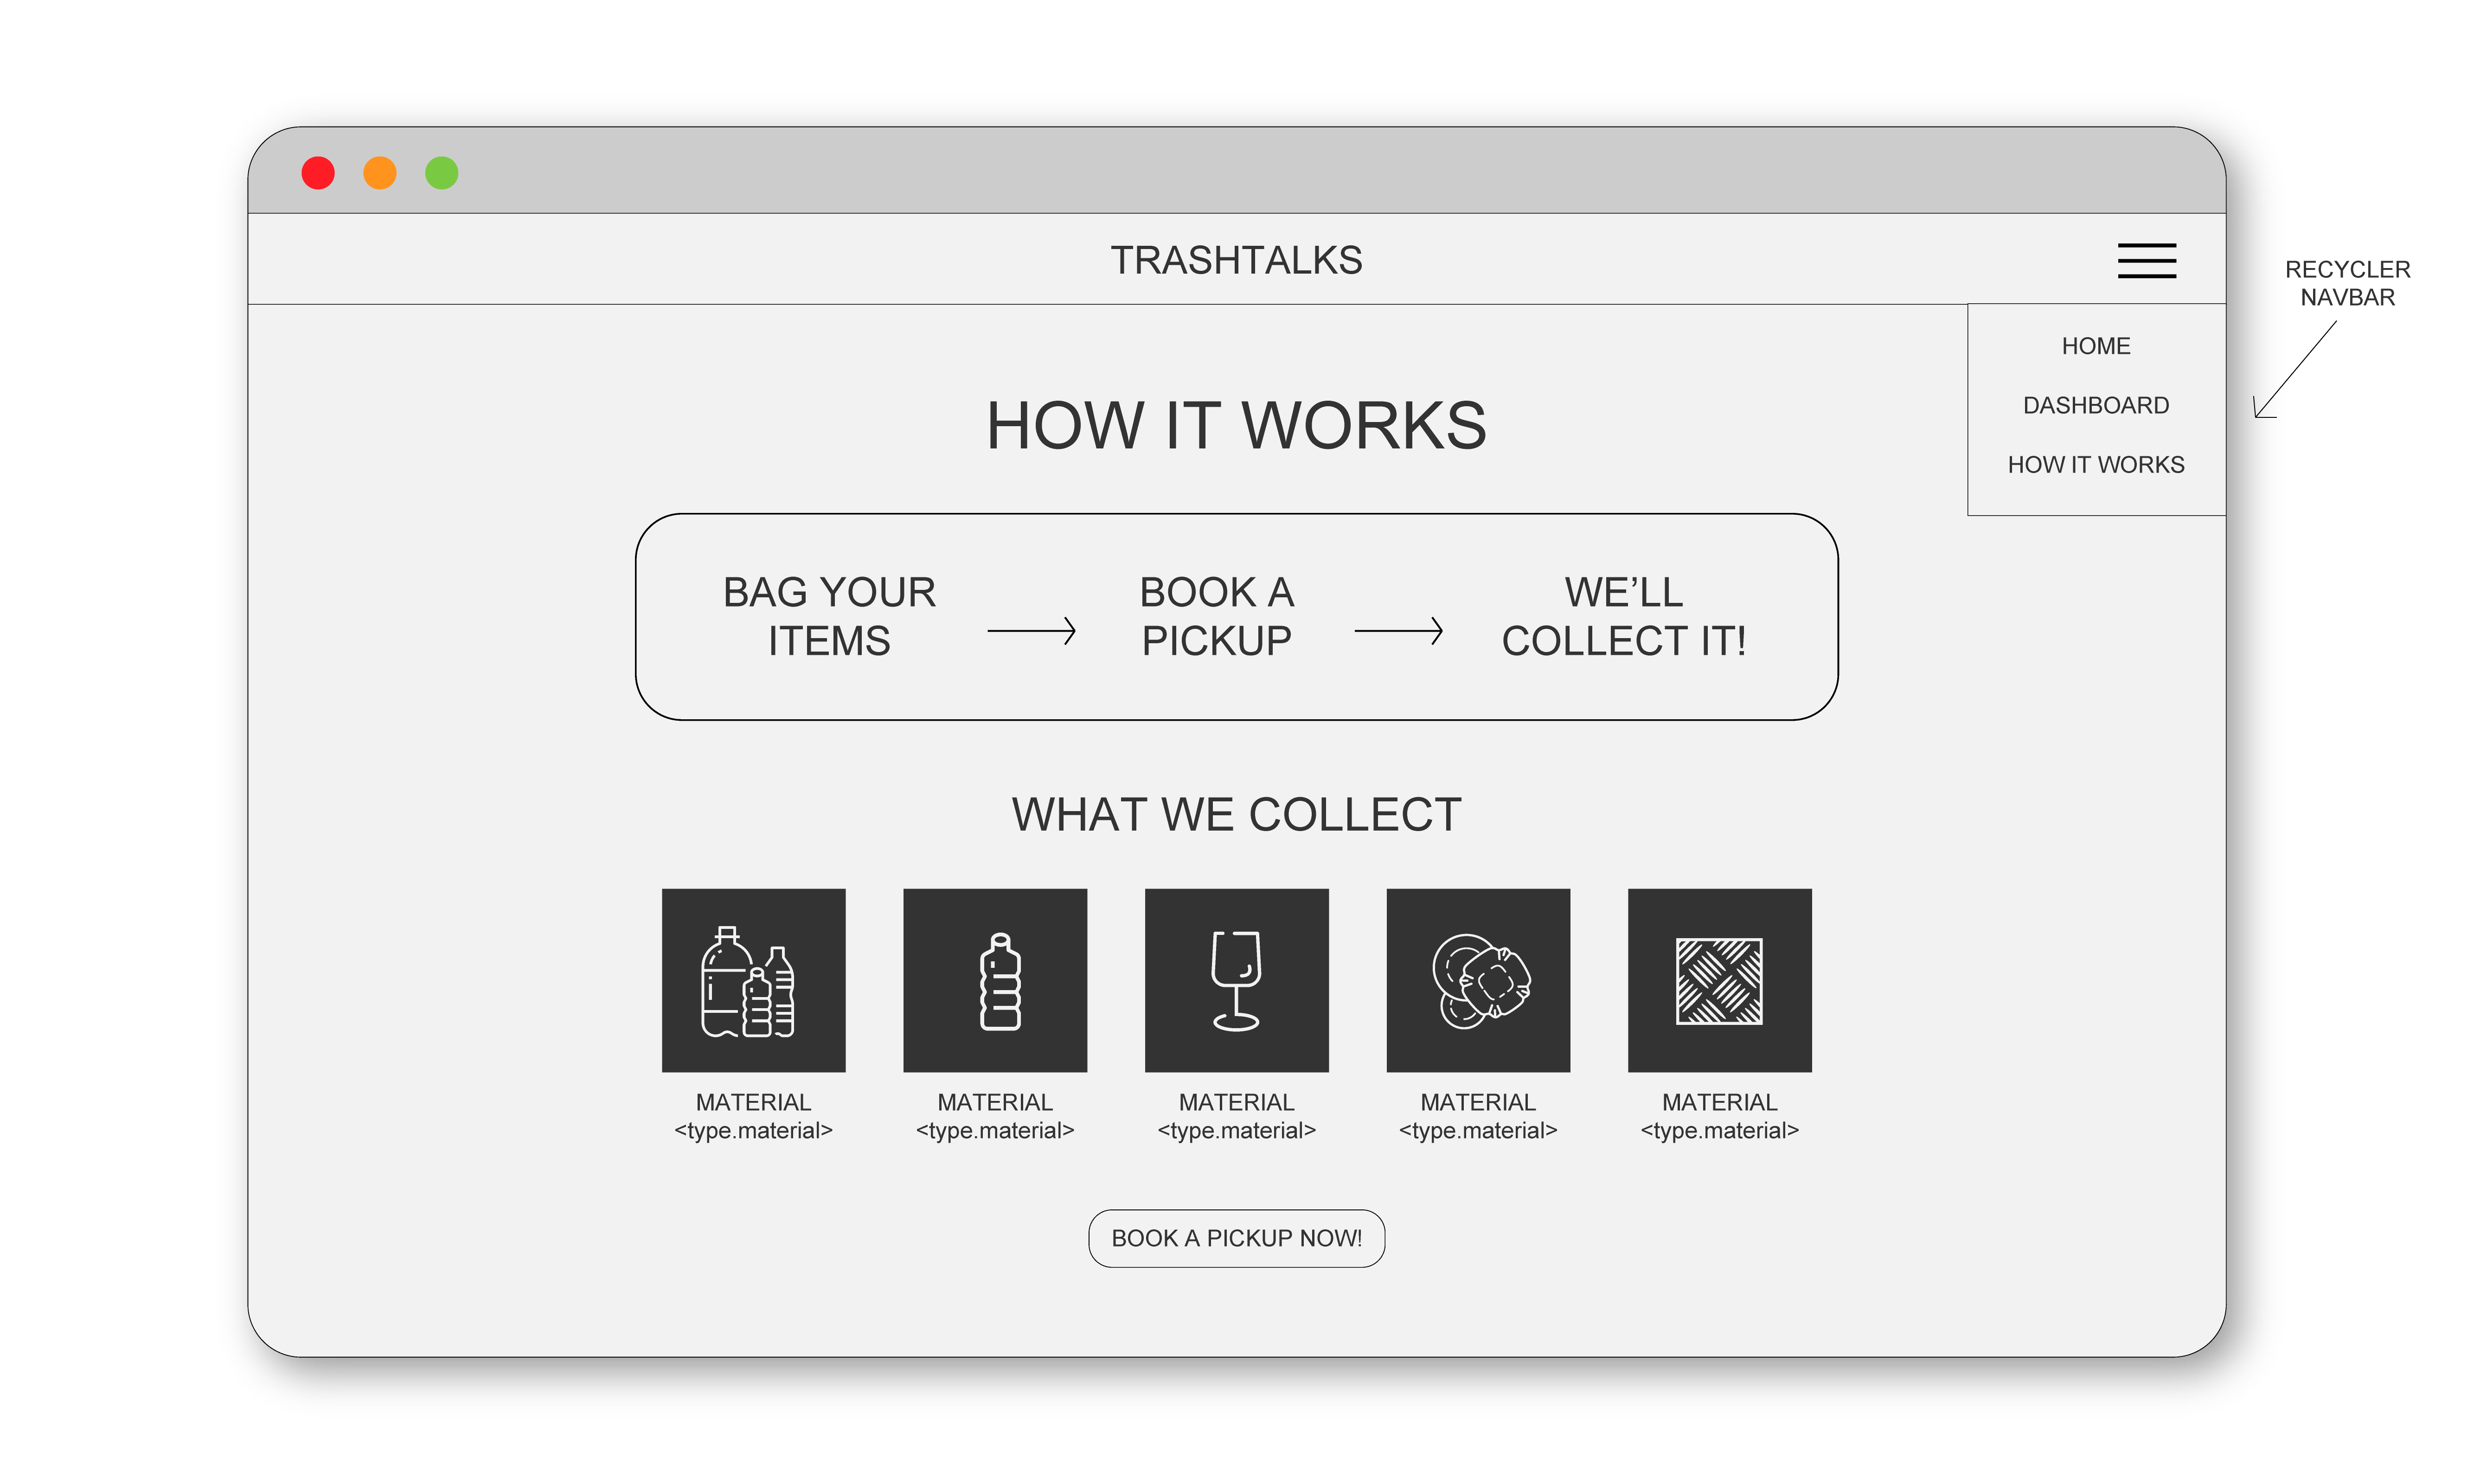 TRASHTALKS
RECYCLER
NAVBAR
HOME
DASHBOARD
HOW IT WORKS
HOW IT WORKS
BAG YOUR
ITEMS
BOOK A
PICKUP
WE’LL
COLLECT IT!
WHAT WE COLLECT
MATERIAL
<type.material>
MATERIAL
<type.material>
MATERIAL
<type.material>
MATERIAL
<type.material>
MATERIAL
<type.material>
BOOK A PICKUP NOW!